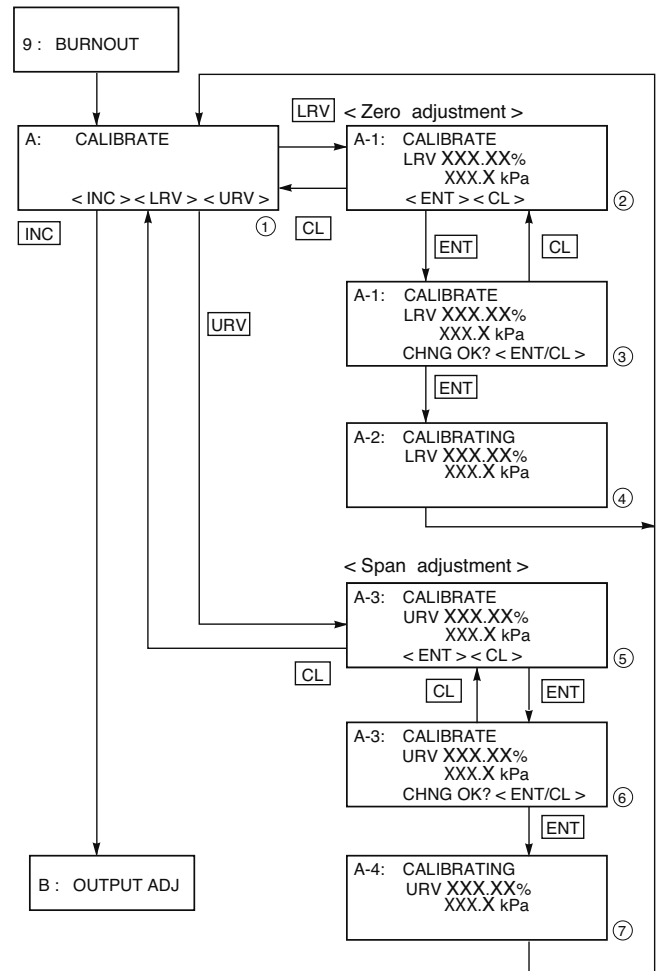 9 : BURNOUT
LRV < Zero adjustment >
A: CALIBRATE
< INC > < LRV > < URV >
①
INC
CL
A-1: CALIBRATE
LRV XXX.XX%
XXX.X kPa
< ENT > < CL >
②
ENT
CL
A-1: CALIBRATE
LRV XXX.XX%
XXX.X kPa
CHNG OK? < ENT/CL >
③
URV
ENT
A-2: CALIBRATING
LRV XXX.XX%
XXX.X kPa
④
< Span adjustment >
A-3: CALIBRATE
URV XXX.XX%
XXX.X kPa
< ENT > < CL >
⑤
CL
CL
ENT
A-3: CALIBRATE
URV XXX.XX%
XXX.X kPa
CHNG OK? < ENT/CL >
⑥
ENT
A-4: CALIBRATING
URV XXX.XX%
XXX.X kPa
⑦
B : OUTPUT ADJ